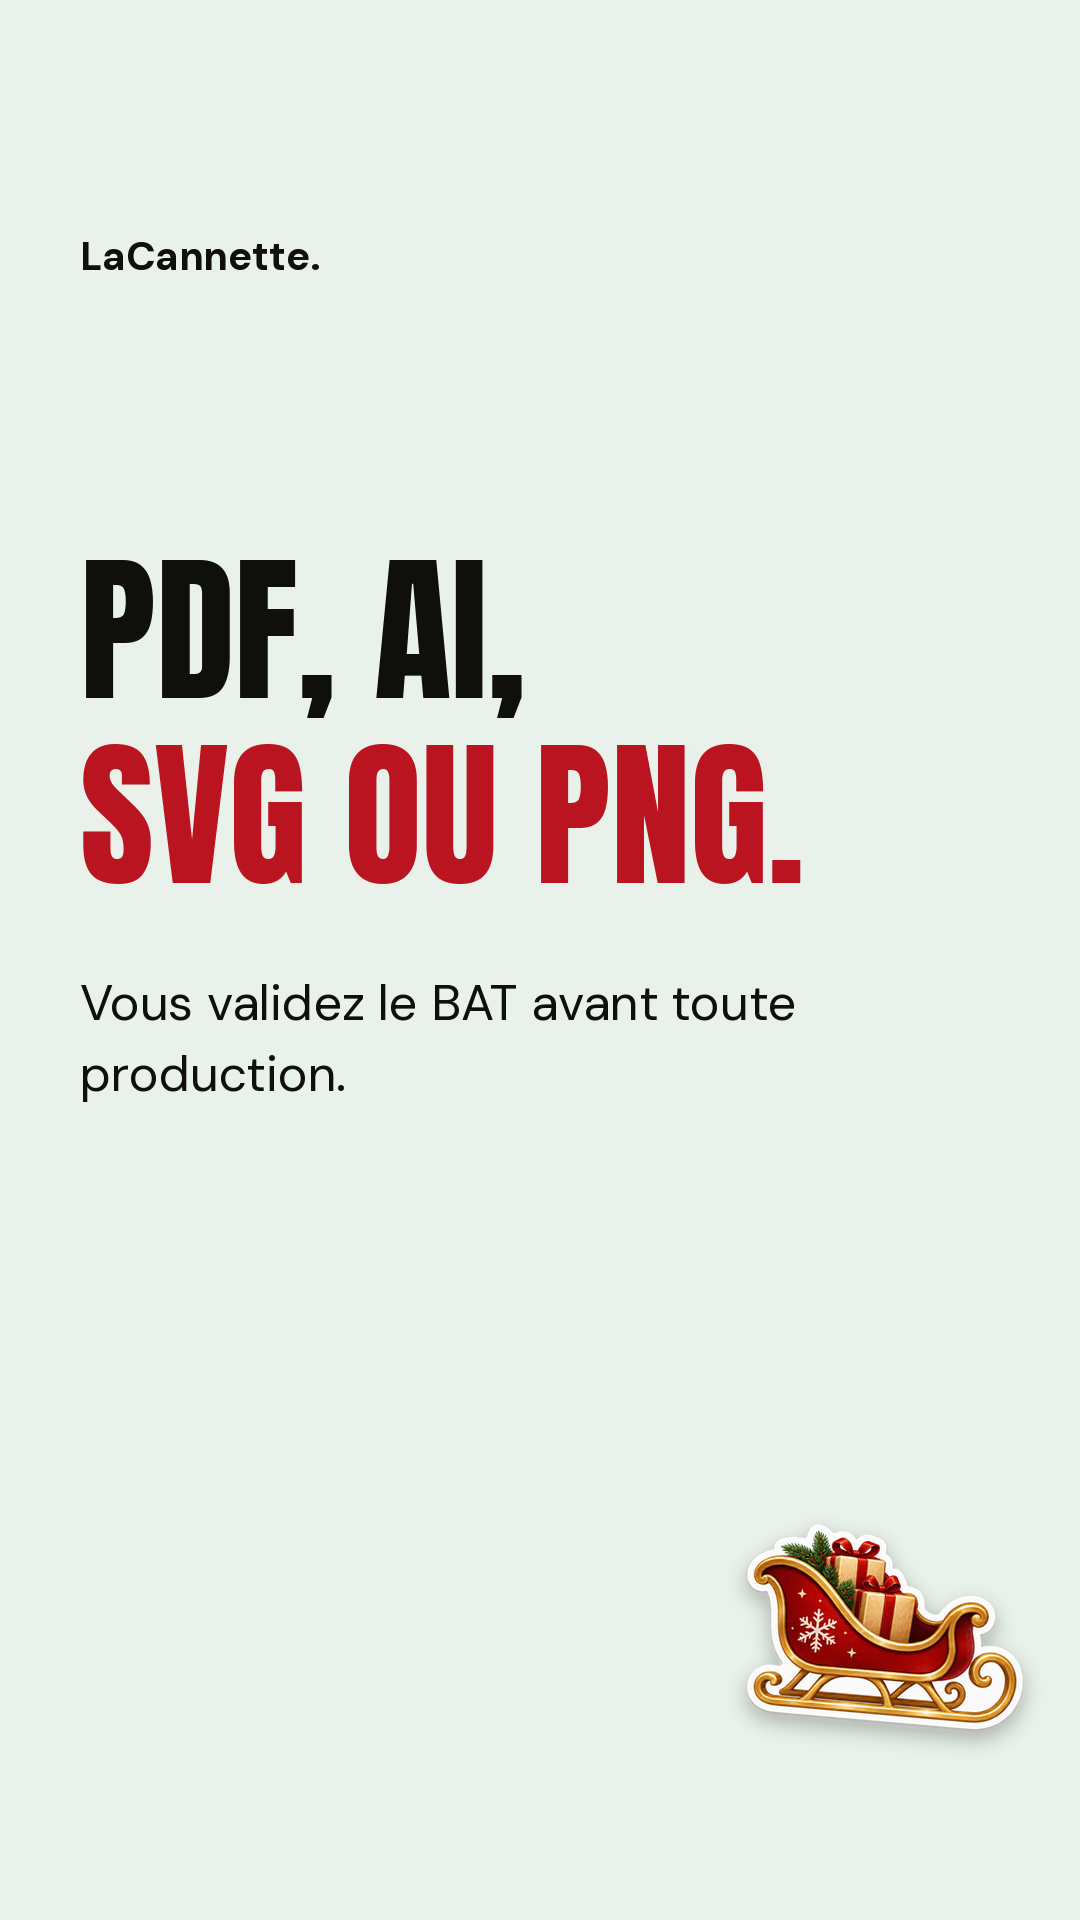 LaCannette.
PDF, AI,
SVG OU PNG.
Vous validez le BAT avant toute
production.